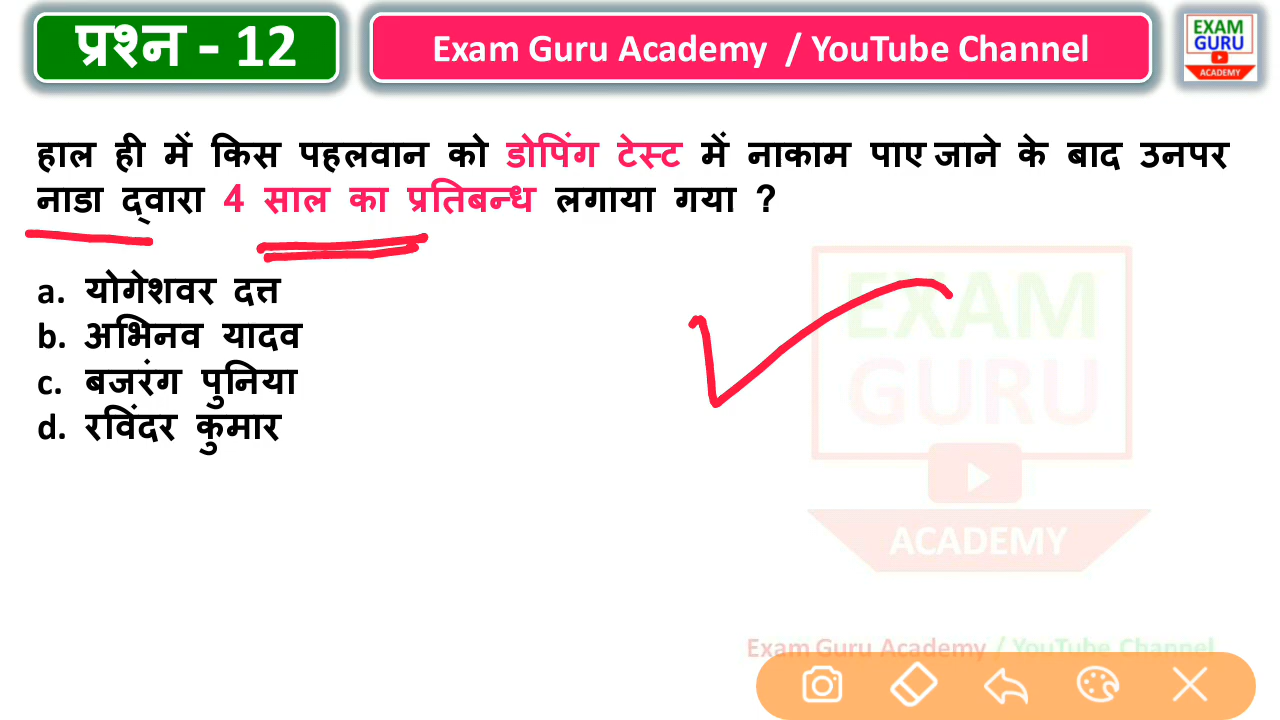 प्रश्न - 12
Exam Guru Academy / YouTube Channel
EXAM
GURU
ACADEMY
हाल ही में किस पहलवान को डोपिंग टेस्ट में नाकाम पाए जाने के बाद उनपर
नाडा द्वारा 4 साल का प्रतिबन्ध लगाया गया ?
a. योगेशवर दत्त
b. अभिनव यादव
c. बजरंग पुनिया
d. रविंदर कुमार
EXAM
GURU
ACADEMY
Exam Guru Academy / YouTube Channel